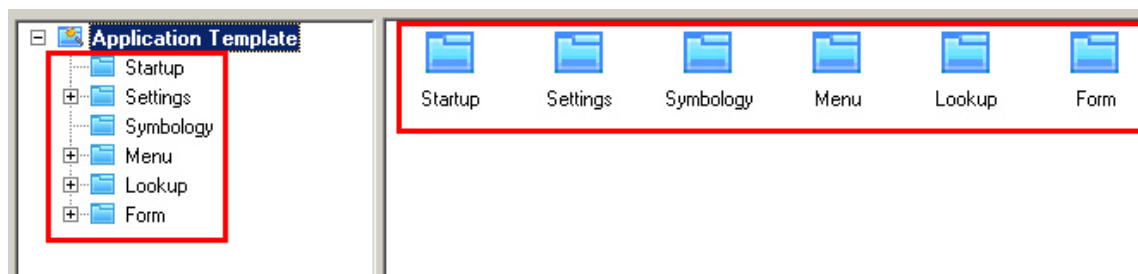 Application Template
Startup
Settings
Symbology
Menu
Lookup
Form
Startup Settings Symbology Menu Lookup Form